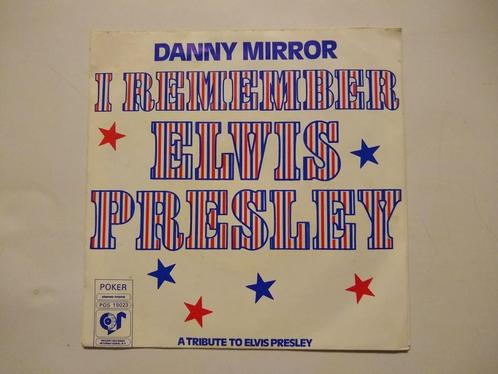 DANNY MIRROR
I REMEMBER
ELVIS
PRESLEY
POKER
POS 15023
A TRIBUTE TO ELVIS PRESLEY